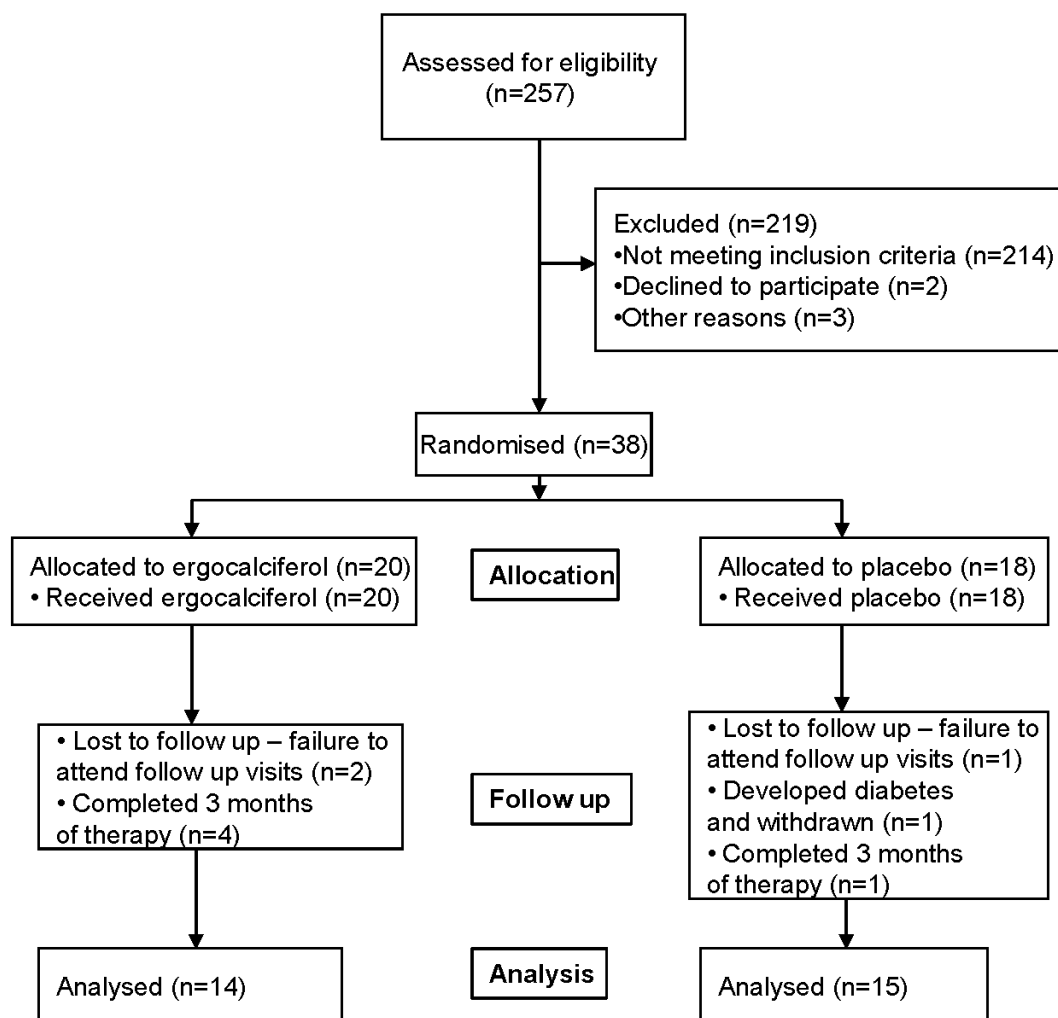 Assessed for eligibility
(n=257)
Excluded (n=219)
•Not meeting inclusion criteria (n=214)
•Declined to participate (n=2)
•Other reasons (n=3)
Randomised (n=38)
Allocated to ergocalciferol (n=20)
• Received ergocalciferol (n=20)
Allocation
Allocated to placebo (n=18)
• Received placebo (n=18)
• Lost to follow up – failure to
attend follow up visits (n=2)
• Completed 3 months
of therapy (n=4)
Follow up
• Lost to follow up – failure to
attend follow up visits (n=1)
• Developed diabetes
and withdrawn (n=1)
• Completed 3 months
of therapy (n=1)
Analysed (n=14)
Analysis
Analysed (n=15)